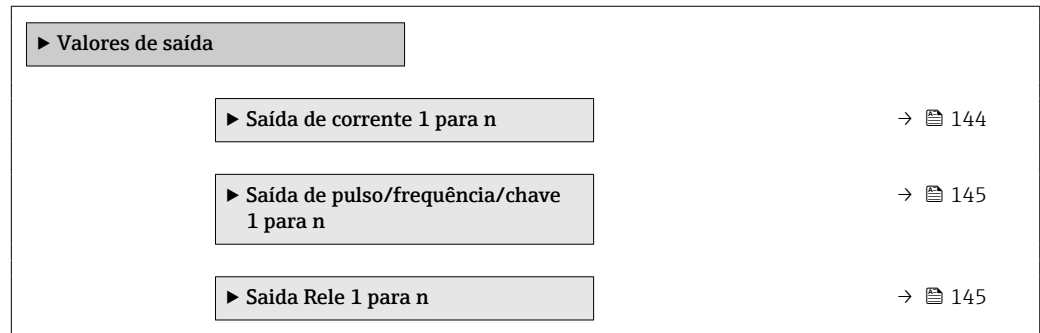 ▶ Valores de saída
▶ Saída de corrente 1 para n → 144
▶ Saída de pulso/frequência/chave → 145
1 para n
▶ Saida Rele 1 para n → 145